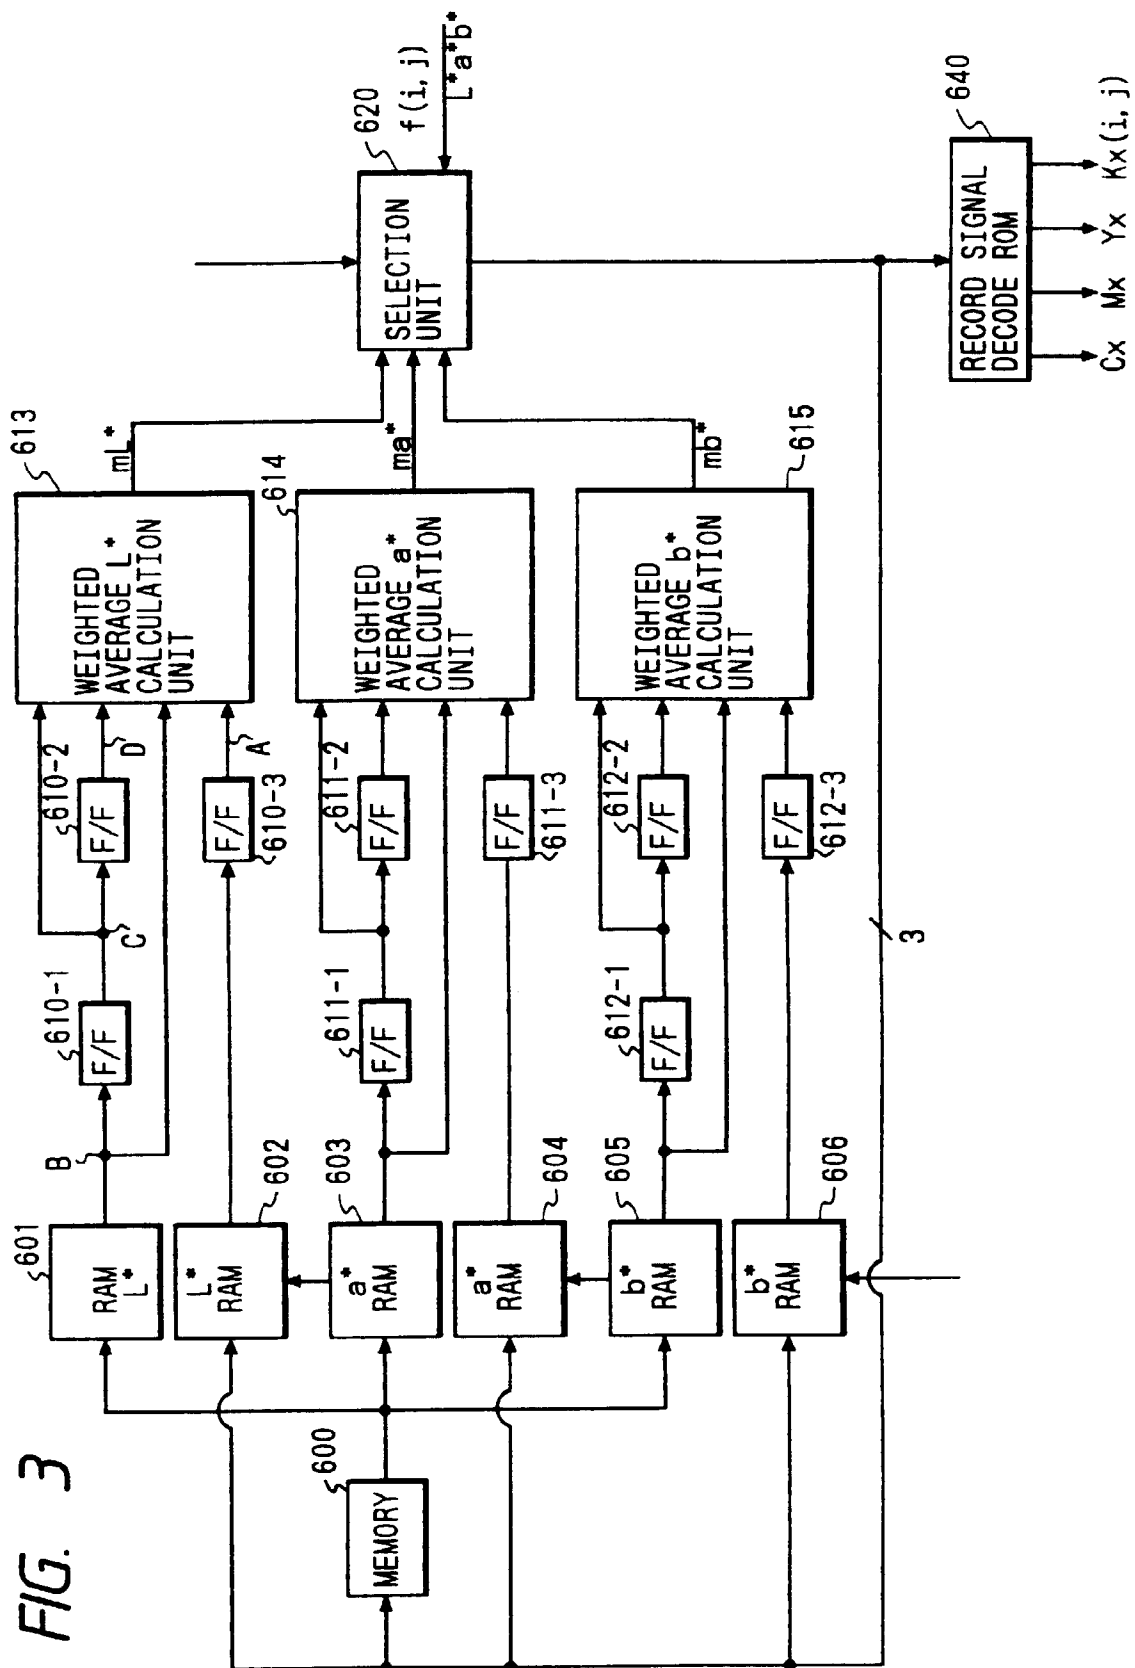 FIG. 3
MEMORY
600
RAM
L*
601
L*
RAM
602
a*
RAM
603
a*
RAM
604
b*
RAM
605
b*
RAM
606
B
F/F
610-1
C
F/F
610-2
D
F/F
610-3
A
F/F
611-1
F/F
611-2
F/F
611-3
F/F
612-1
F/F
612-2
F/F
612-3
WEIGHTED
AVERAGE L*
CALCULATION
UNIT
613
mL*
WEIGHTED
AVERAGE a*
CALCULATION
UNIT
614
ma*
WEIGHTED
AVERAGE b*
CALCULATION
UNIT
615
mb*
SELECTION
UNIT
620
f(i, j)
L*a*b*
3
RECORD SIGNAL
DECODE ROM
640
Cx Mx Yx Kx(i, j)